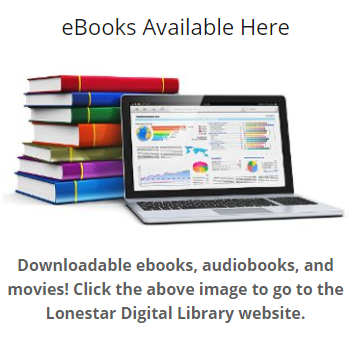 eBooks Available Here
Downloadable ebooks, audiobooks, and
movies! Click the above image to go to the
Lonestar Digital Library website.